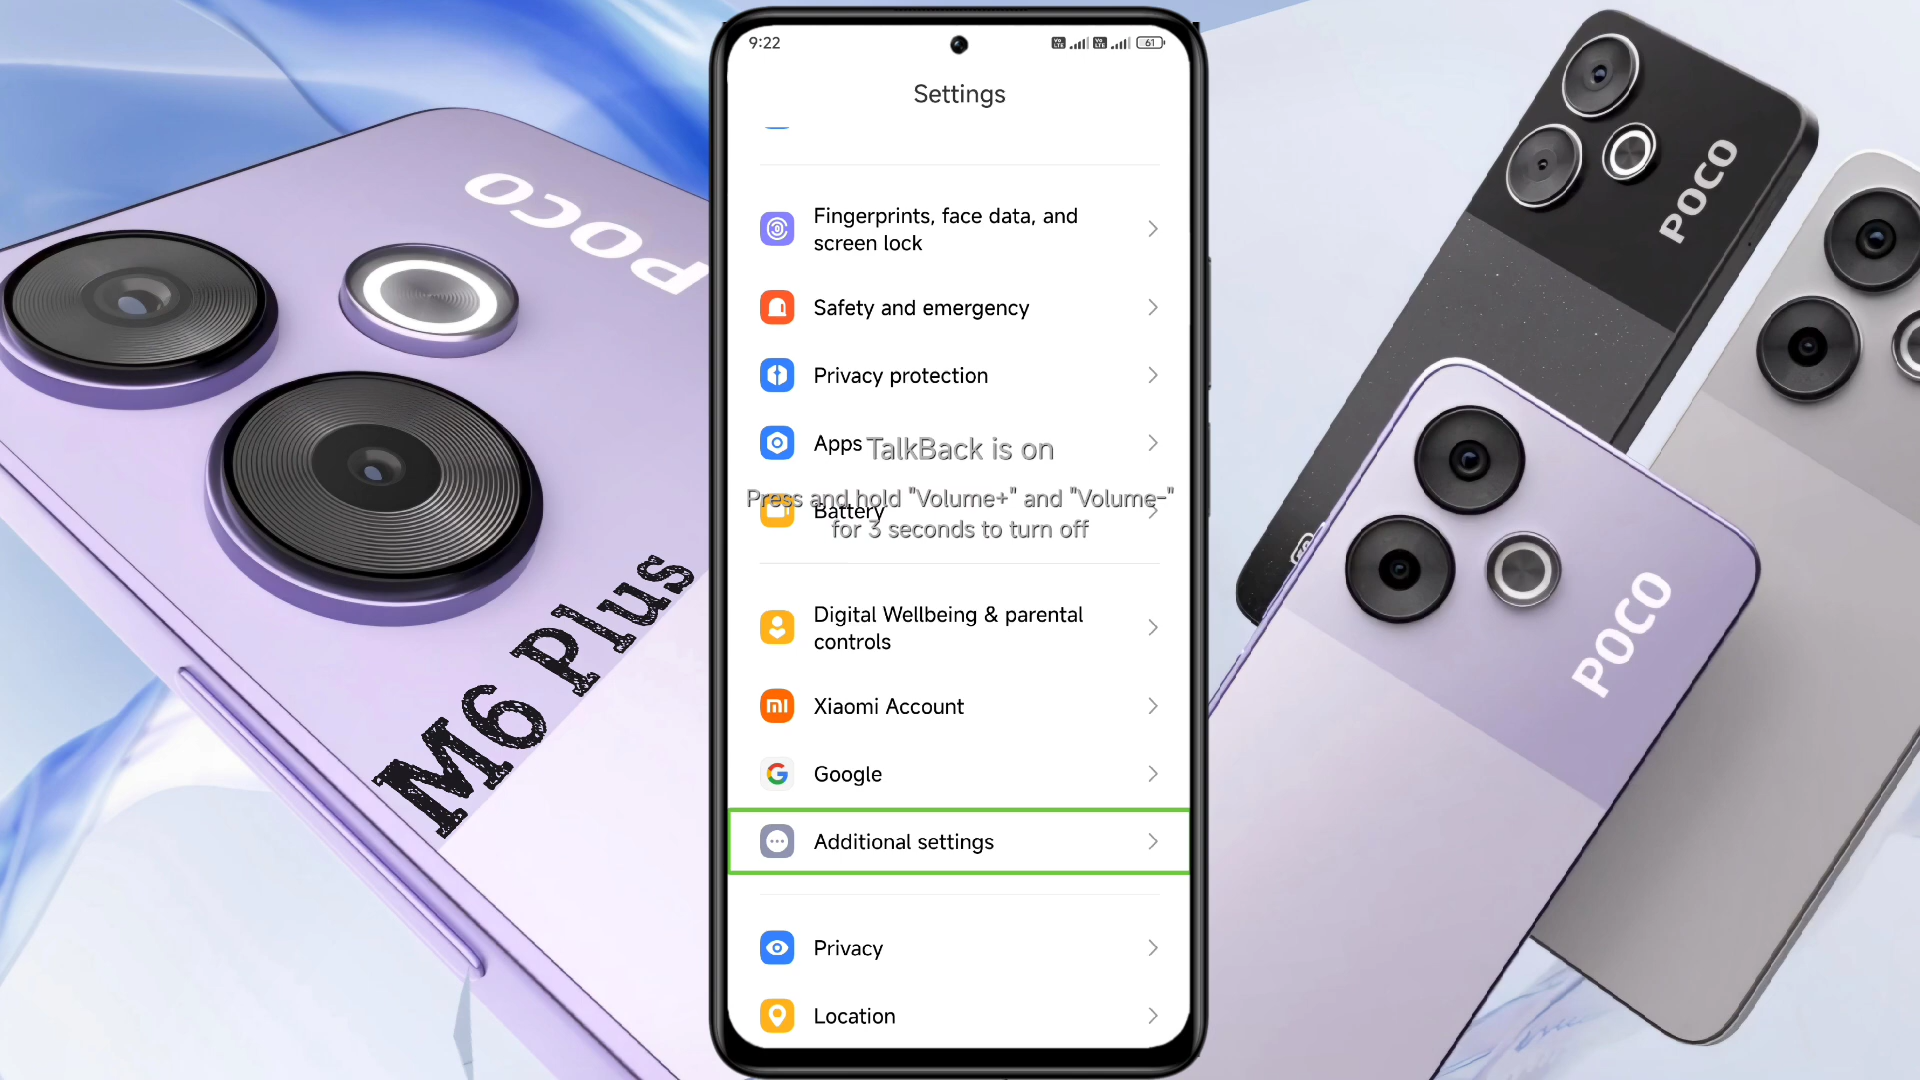 9:22
61
Settings
Fingerprints, face data, and
screen lock
Safety and emergency
Privacy protection
Apps
TalkBack is on
Press and hold "Volume+" and "Volume-"
Battery
for 3 seconds to turn off
Digital Wellbeing & parental
controls
Xiaomi Account
Google
Additional settings
Privacy
Location
POCO
M6 Plus
POCO
POCO